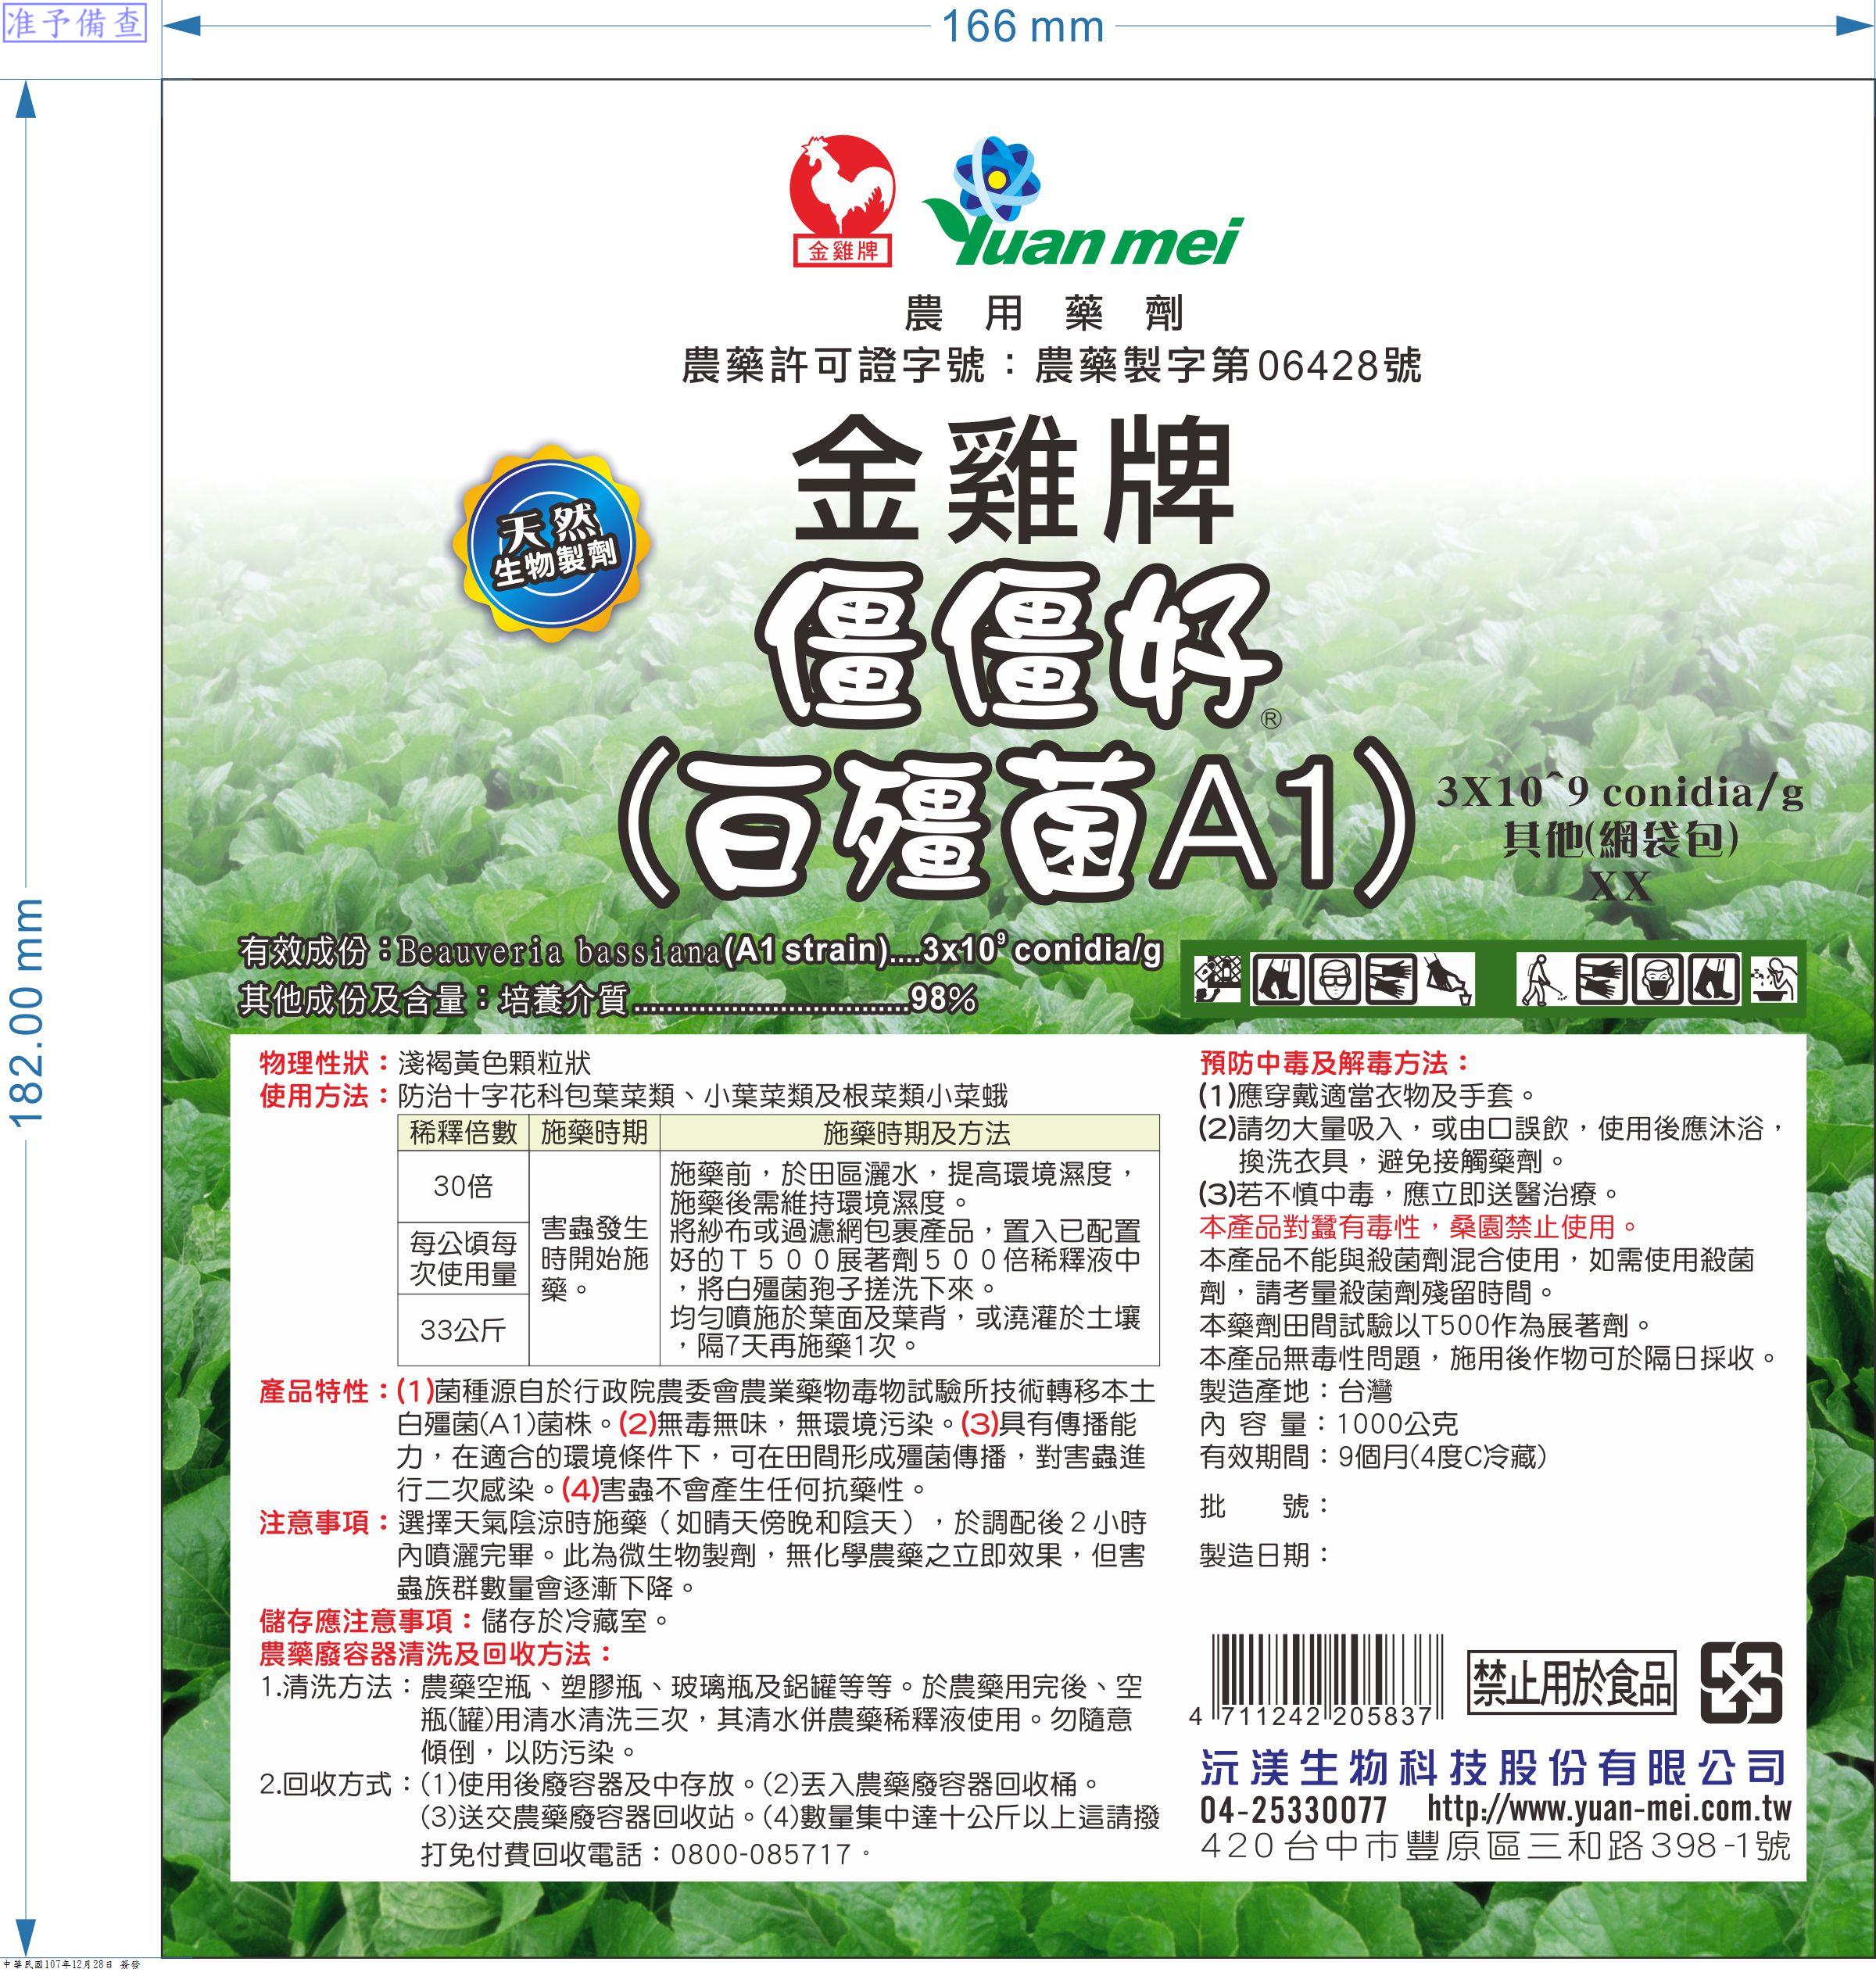 准予備查
166 mm
182.00 mm
金雞牌
Yuan mei
農用藥劑
農藥許可證字號：農藥製字第06428號
金雞牌
天然
生物製劑
僵僵好®
(白殭菌A1)
3X10^9 conidia/g
其他(網袋包)
XX
有效成份：Beauveria bassiana(A1 strain)....3x10⁹ conidia/g
其他成份及含量：培養介質..................................98%
物理性狀：淺褐黃色顆粒狀
使用方法：防治十字花科包葉菜類、小葉菜類及根菜類小菜蛾
稀釋倍數 施藥時期 施藥時期及方法
30倍
每公頃每
次使用量
33公斤
害蟲發生
時開始施
藥。
施藥前，於田區灑水，提高環境濕度，
施藥後需維持環境濕度。
將紗布或過濾網包裹產品，置入已配置
好的Ｔ５００展著劑５００倍稀釋液中
，將白殭菌孢子搓洗下來。
均勻噴施於葉面及葉背，或澆灌於土壤
，隔7天再施藥1次。
產品特性：(1)菌種源自於行政院農委會農業藥物毒物試驗所技術轉移本土
白殭菌(A1)菌株。(2)無毒無味，無環境污染。(3)具有傳播能
力，在適合的環境條件下，可在田間形成殭菌傳播，對害蟲進
行二次感染。(4)害蟲不會產生任何抗藥性。
注意事項：選擇天氣陰涼時施藥（如晴天傍晚和陰天），於調配後２小時
內噴灑完畢。此為微生物製劑，無化學農藥之立即效果，但害
蟲族群數量會逐漸下降。
儲存應注意事項：儲存於冷藏室。
農藥廢容器清洗及回收方法：
1.清洗方法：農藥空瓶、塑膠瓶、玻璃瓶及鋁罐等等。於農藥用完後、空
瓶(罐)用清水清洗三次，其清水併農藥稀釋液使用。勿隨意
傾倒，以防污染。
2.回收方式：(1)使用後廢容器及中存放。(2)丟入農藥廢容器回收桶。
(3)送交農藥廢容器回收站。(4)數量集中達十公斤以上這請撥
打免付費回收電話：0800-085717。
預防中毒及解毒方法：
(1)應穿戴適當衣物及手套。
(2)請勿大量吸入，或由口誤飲，使用後應沐浴，
換洗衣具，避免接觸藥劑。
(3)若不慎中毒，應立即送醫治療。
本產品對蠶有毒性，桑園禁止使用。
本產品不能與殺菌劑混合使用，如需使用殺菌
劑，請考量殺菌劑殘留時間。
本藥劑田間試驗以T500作為展著劑。
本產品無毒性問題，施用後作物可於隔日採收。
製造產地：台灣
內 容 量：1000公克
有效期間：9個月(4度C冷藏)
批　　號：
製造日期：
4 711242 205837
禁止用於食品
沅渼生物科技股份有限公司
04-25330077 http://www.yuan-mei.com.tw
420台中市豐原區三和路398-1號
中華民國107年12月28日 簽發